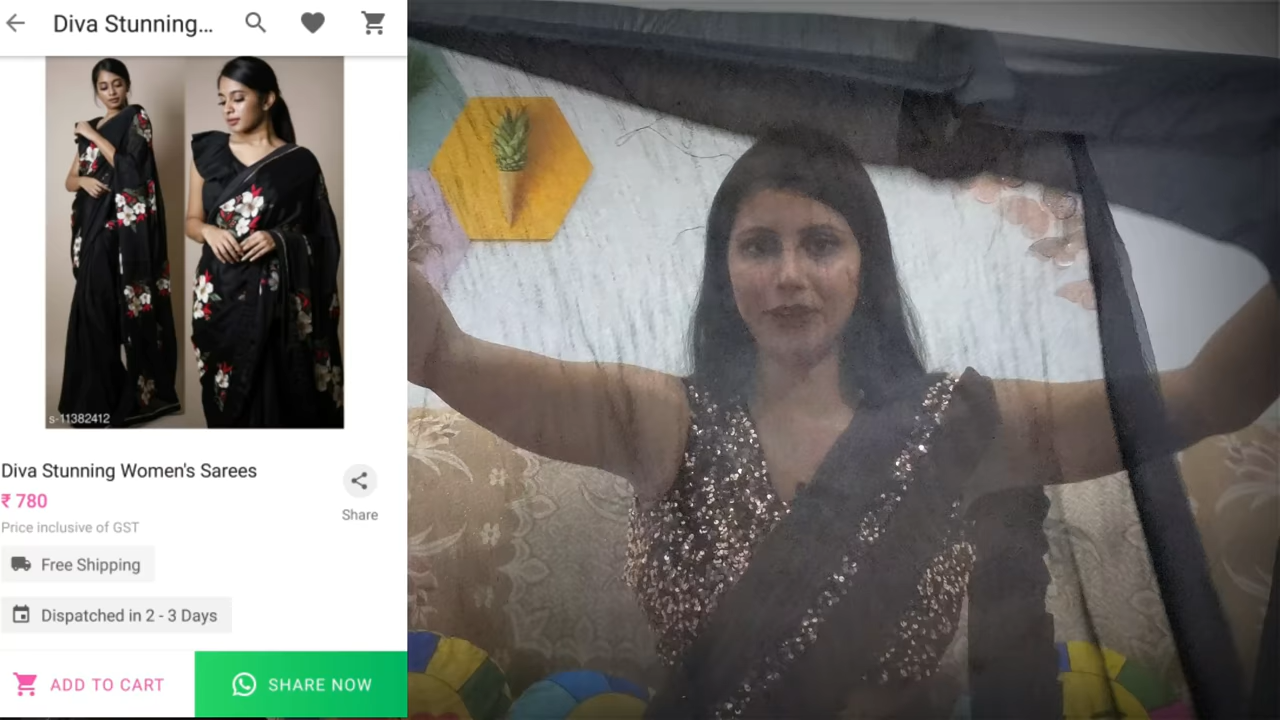 Diva Stunning...
s-11382412
Diva Stunning Women's Sarees
₹ 780
Share
Price inclusive of GST
Free Shipping
Dispatched in 2 - 3 Days
ADD TO CART
SHARE NOW